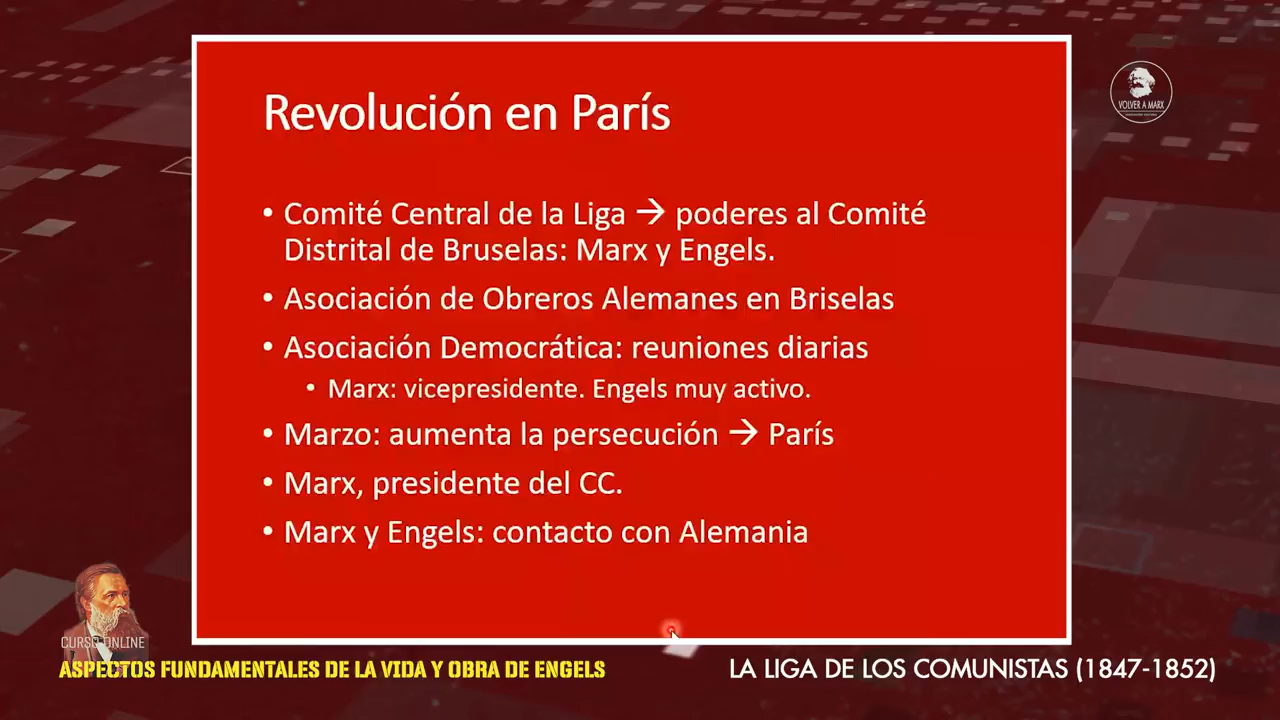 Revolución en París
VOLVER A MARX
• Comité Central de la Liga → poderes al Comité
Distrital de Bruselas: Marx y Engels.
• Asociación de Obreros Alemanes en Briselas
• Asociación Democrática: reuniones diarias
• Marx: vicepresidente. Engels muy activo.
• Marzo: aumenta la persecución → París
• Marx, presidente del CC.
• Marx y Engels: contacto con Alemania
CURSO ONLINE
ASPECTOS FUNDAMENTALES DE LA VIDA Y OBRA DE ENGELS
LA LIGA DE LOS COMUNISTAS (1847-1852)